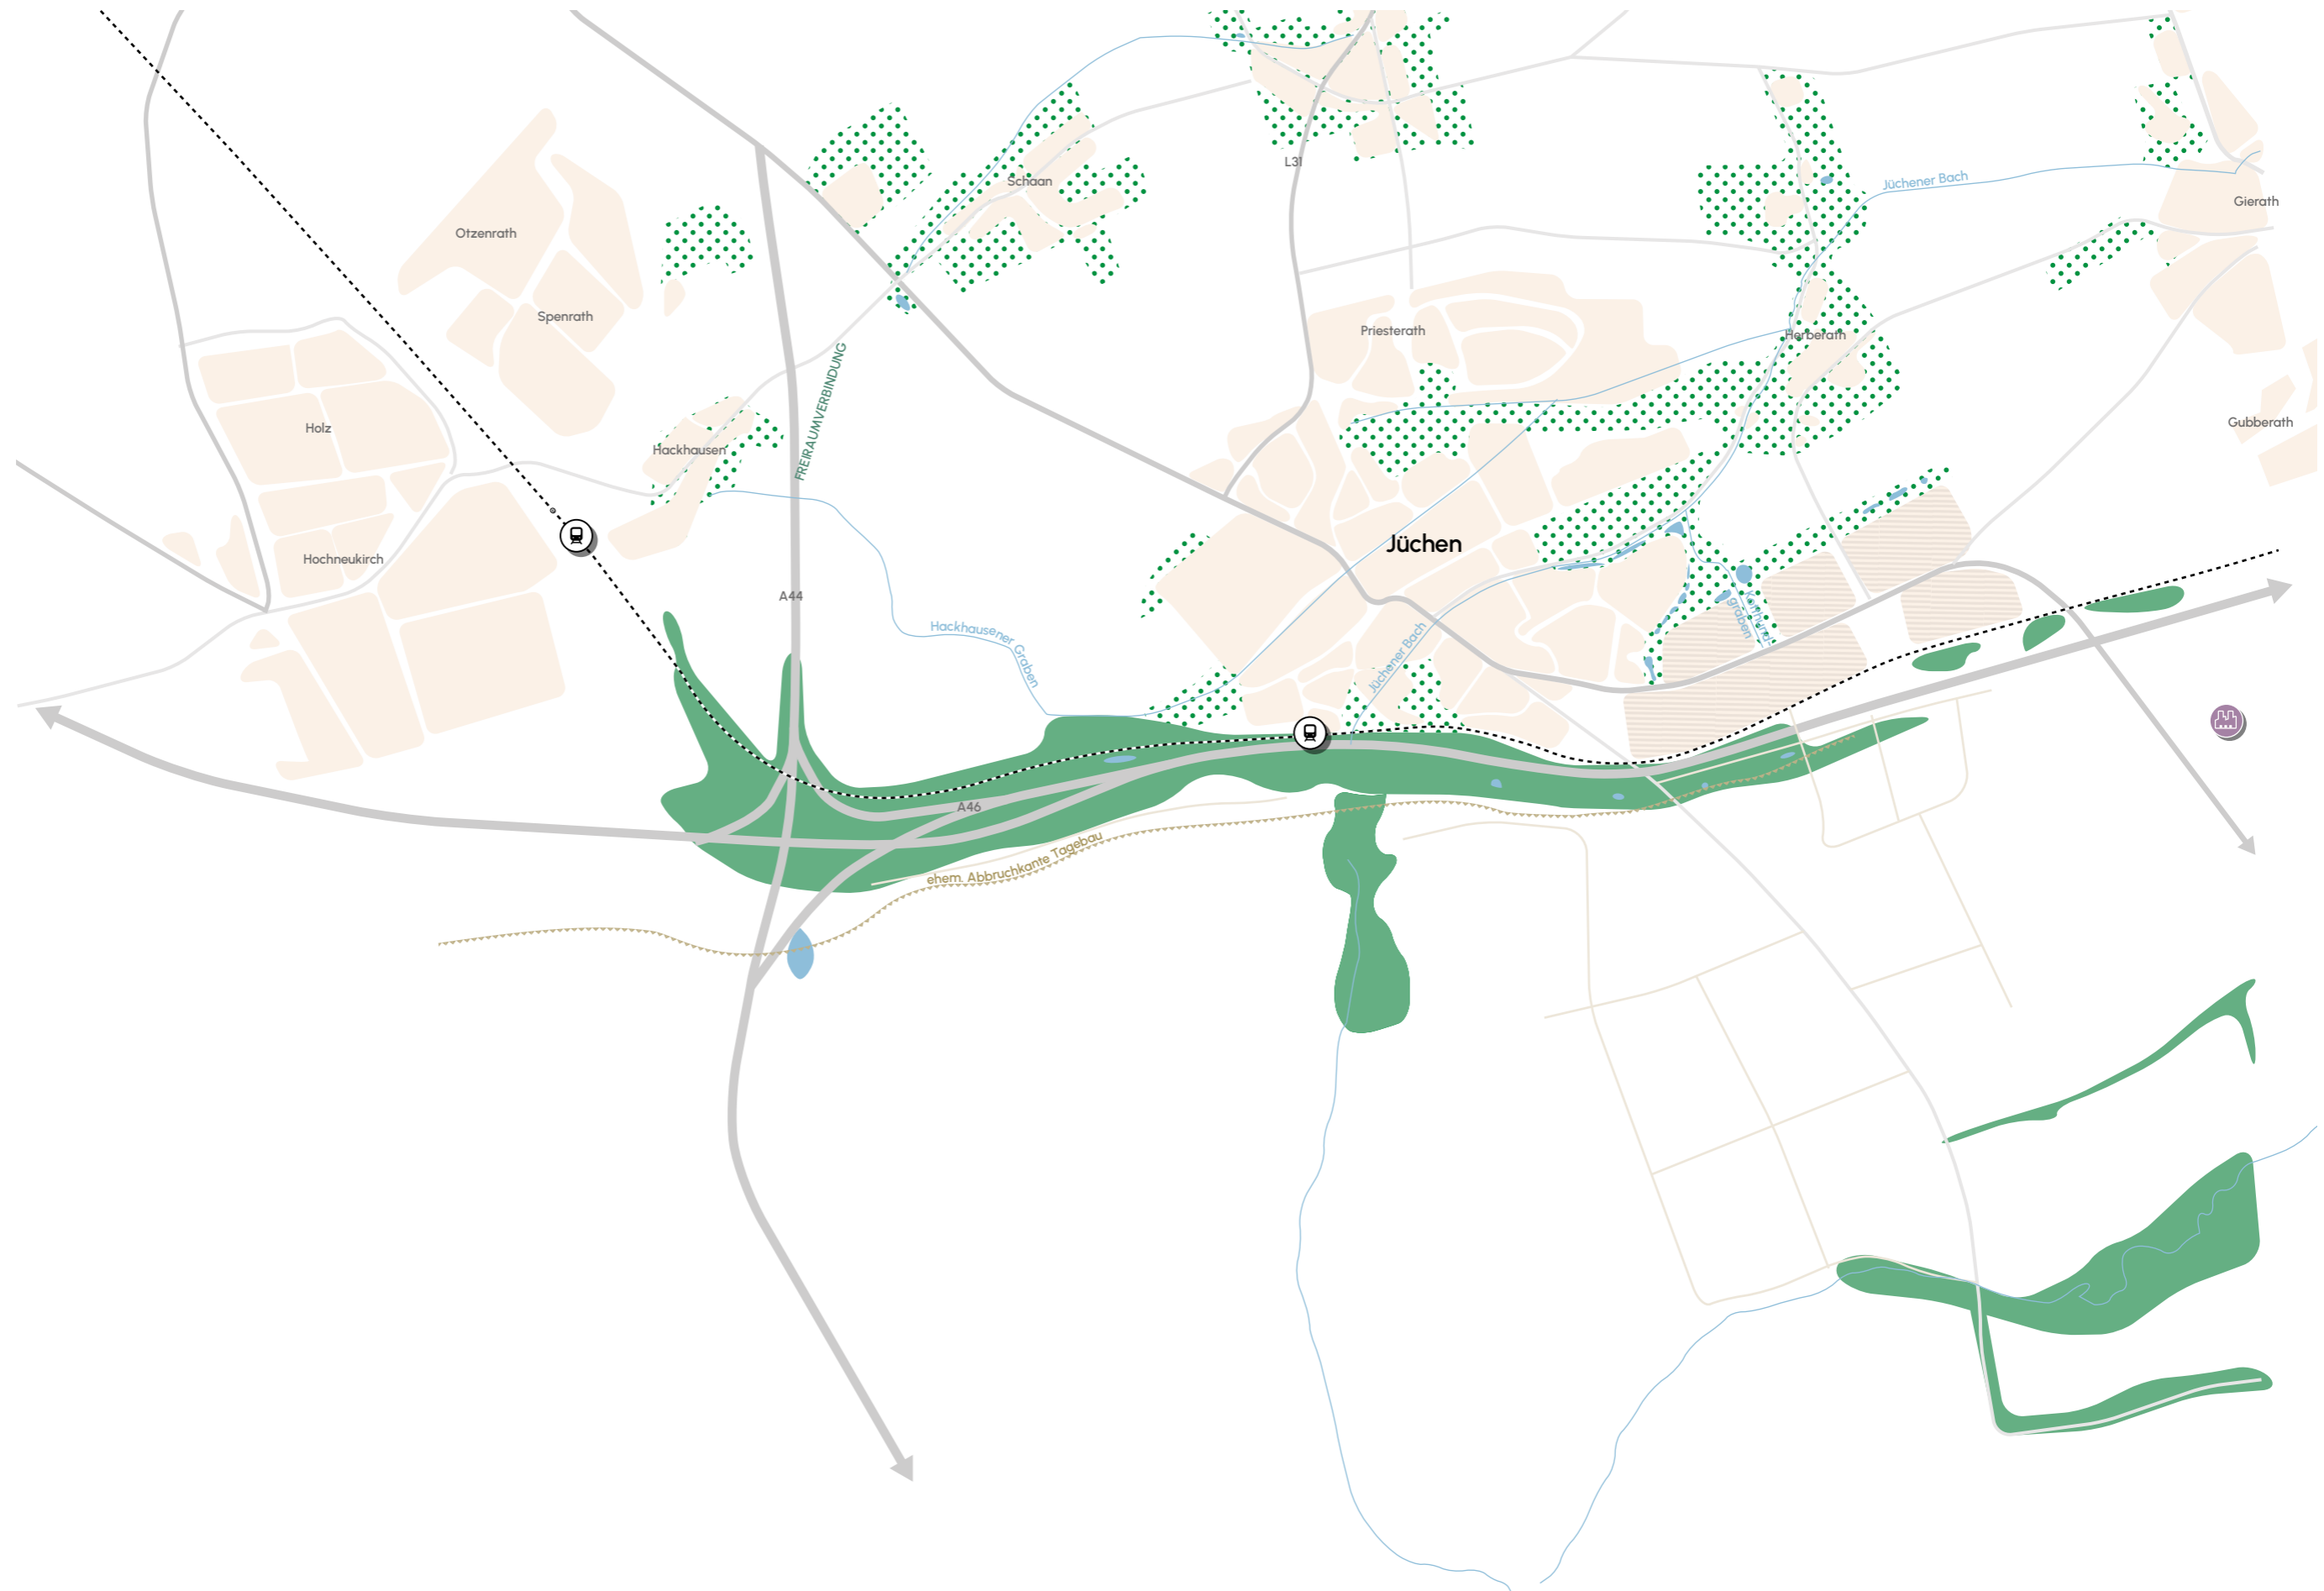 L31
Schaan
Jüchener Bach
Gierath
Otzenrath
Spenrath
Priesterath
Herberath
FREIRAUMVERBINDUNG
Holz
Hackhausen
Gubberath
Jüchen
Hochneukirch
A44
Hackhausener
Graben
Jüchener Bach
graben
A46
ehem. Abbruchkante Tagebau